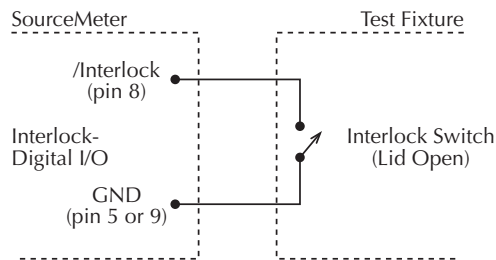 SourceMeter
Test Fixture
/Interlock
(pin 8)
Interlock-
Digital I/O
Interlock Switch
(Lid Open)
GND
(pin 5 or 9)